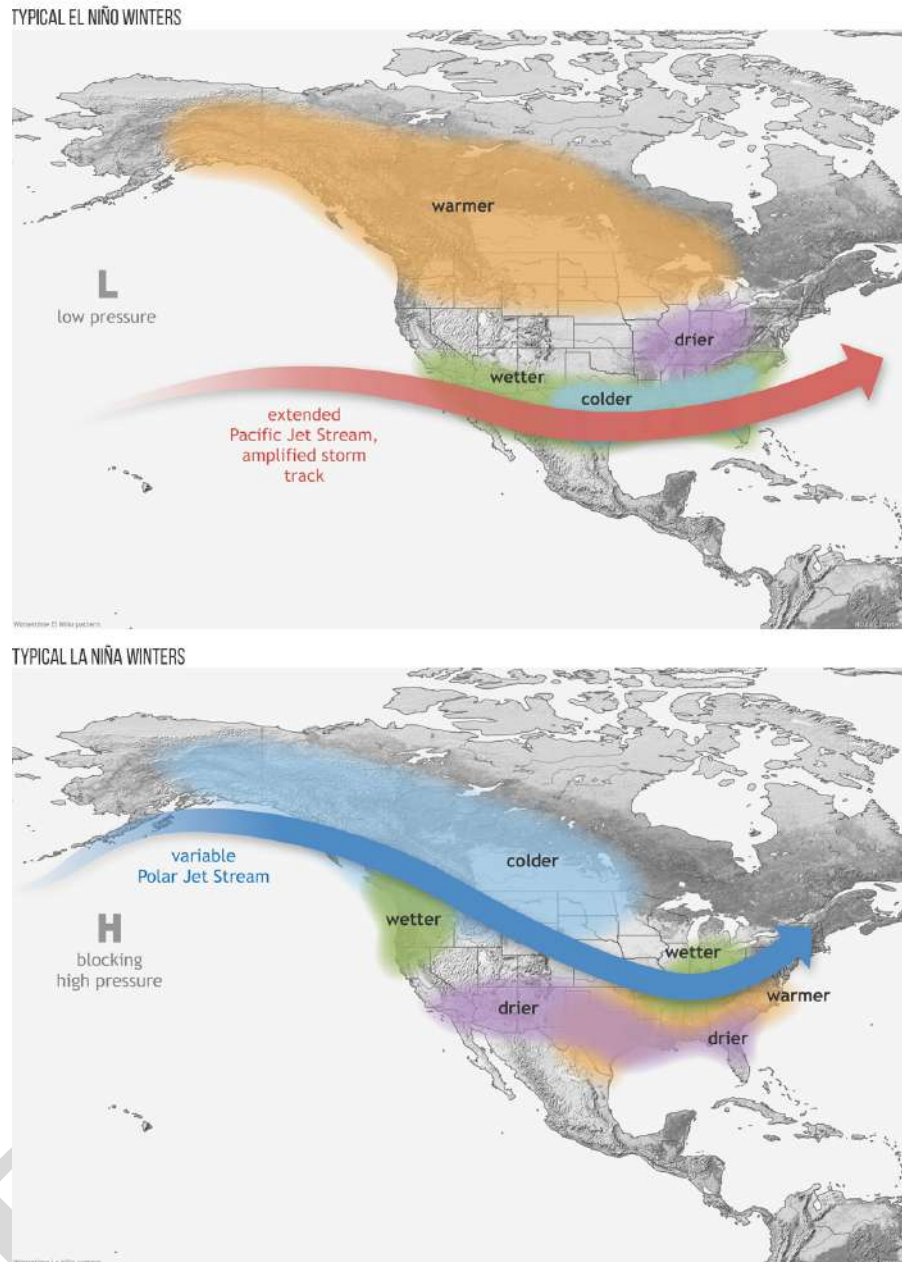 TYPICAL EL NIÑO WINTERS
warmer
L
low pressure
drier
wetter
colder
extended
Pacific Jet Stream,
amplified storm
track
TYPICAL LA NIÑA WINTERS
variable
Polar Jet Stream
colder
H
blocking
high pressure
wetter
wetter
warmer
drier
drier